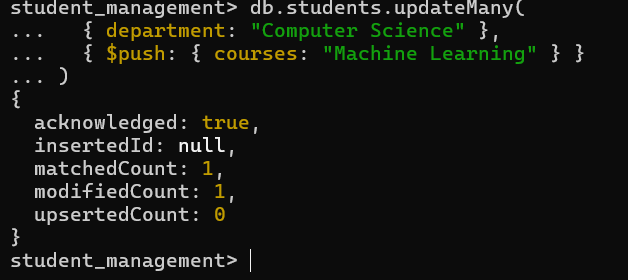 student_management> db.students.updateMany(
...   { department: "Computer Science" },
...   { $push: { courses: "Machine Learning" } }
... )
{
  acknowledged: true,
  insertedId: null,
  matchedCount: 1,
  modifiedCount: 1,
  upsertedCount: 0
}
student_management>